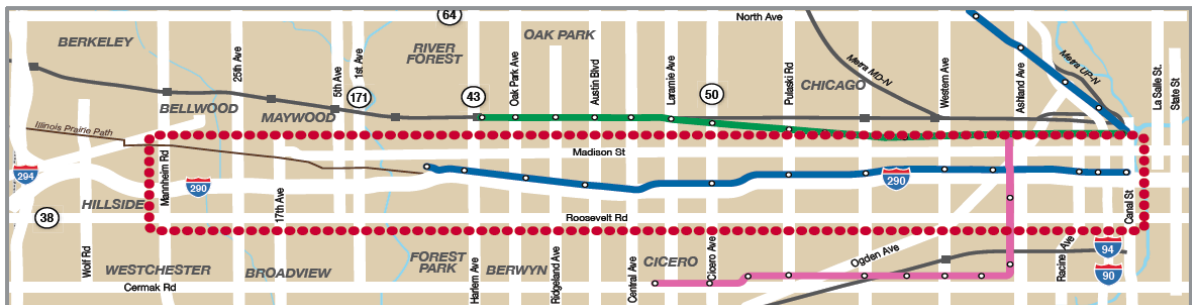 64
North Ave
BERKELEY
25th Ave
5th Ave
1st Ave
RIVER
FOREST
OAK PARK
Oak Park Ave
Austin Blvrd
Laramie Ave
Pulaski Rd
Metra MD-N
CHICAGO
Western Ave
Ashland Ave
Metra UP-N
La Salle St.
State St
171
43
50
BELLWOOD
MAYWOOD
Illinois Prairie Path
Madison St
294
Mannheim Rd
290
290
HILLSIDE
17th Ave
Roosevelt Rd
Canal St
38
Wolf Rd
WESTCHESTER
BROADVIEW
FOREST
PARK
Harlem Ave
BERWYN
Ridgeland Ave
Central Ave
CICERO
Cicero Ave
Ogden Ave
Racine Ave
94
90
Cermak Rd